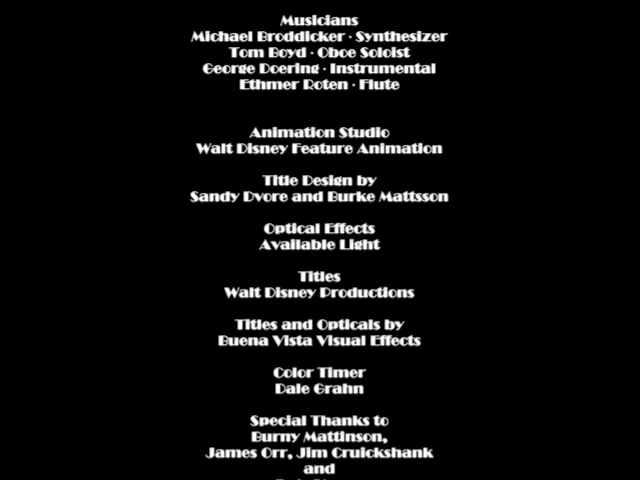 Musicians
Michael Broddicker · Synthesizer
Tom Boyd · Oboe Soloist
George Doering · Instrumental
Ethmer Roten · Flute
Animation Studio
Walt Disney Feature Animation
Title Design by
Sandy Dvore and Burke Mattsson
Optical Effects
Available Light
Titles
Walt Disney Productions
Titles and Opticals by
Buena Vista Visual Effects
Color Timer
Dale Grahn
Special Thanks to
Burny Mattinson,
James Orr, Jim Cruickshank
and